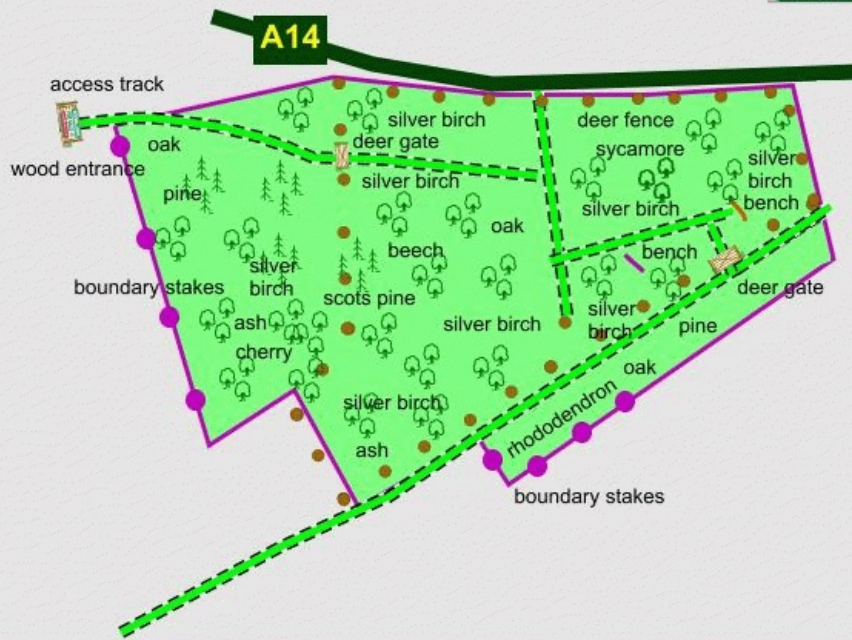 A14
access track
silver birch
deer fence
deer gate
oak
sycamore
wood entrance
silver
birch
bench
pine
silver birch
silver birch
oak
beech
bench
silver
birch
boundary stakes
deer gate
scots pine
silver
birch
ash
silver birch
pine
cherry
oak
silver birch
rhododendron
ash
boundary stakes